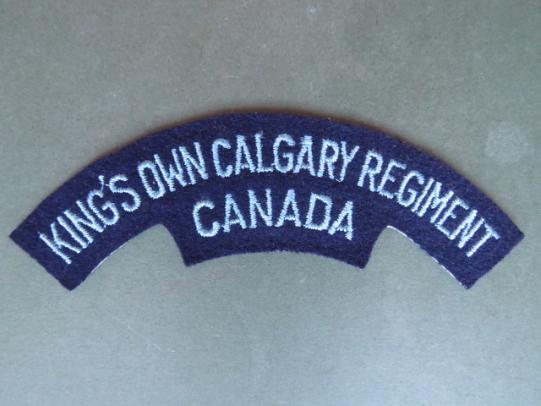 KING'S OWN CALGARY REGIMENT
CANADA